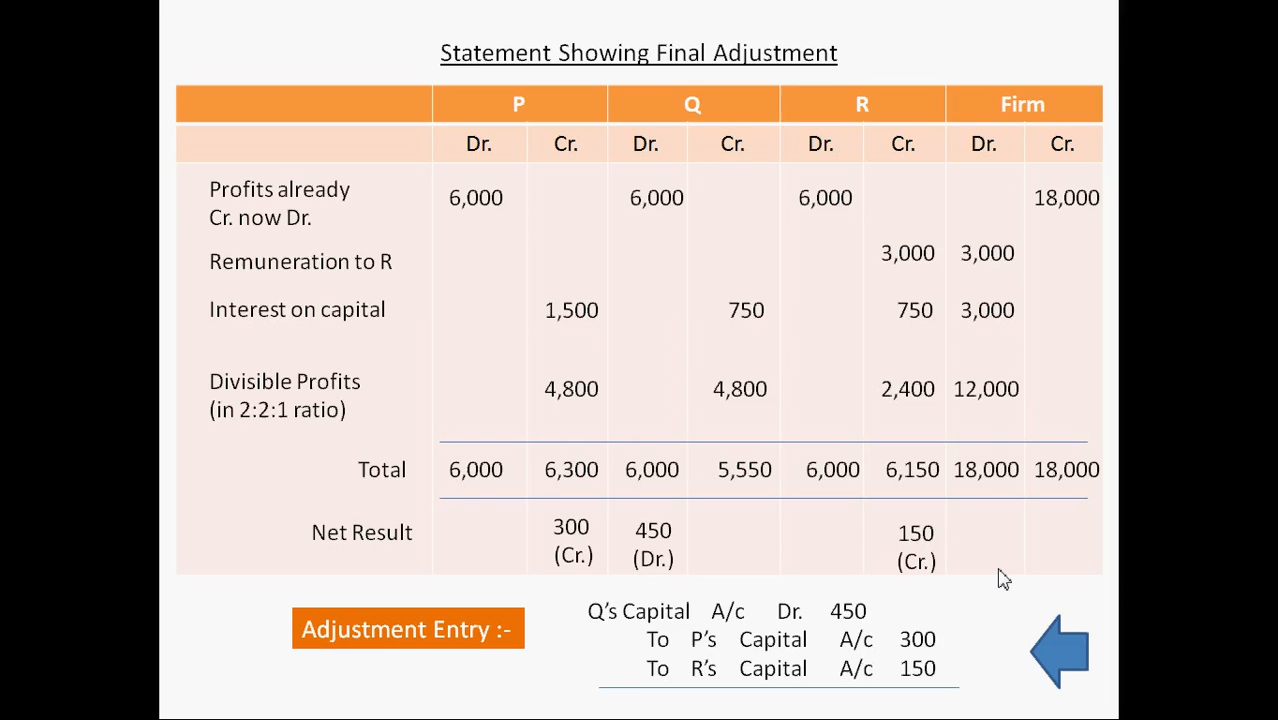 Statement Showing Final Adjustment
P Q R Firm
Dr. Cr. Dr. Cr. Dr. Cr. Dr. Cr.
Profits already
Cr. now Dr. 6,000 6,000 6,000 18,000
Remuneration to R 3,000 3,000
Interest on capital 1,500 750 750 3,000
Divisible Profits
(in 2:2:1 ratio) 4,800 4,800 2,400 12,000
Total 6,000 6,300 6,000 5,550 6,000 6,150 18,000 18,000
Net Result 300 450 150
(Cr.) (Dr.) (Cr.)
Adjustment Entry :-
Q's Capital A/c Dr. 450
To P's Capital A/c 300
To R's Capital A/c 150